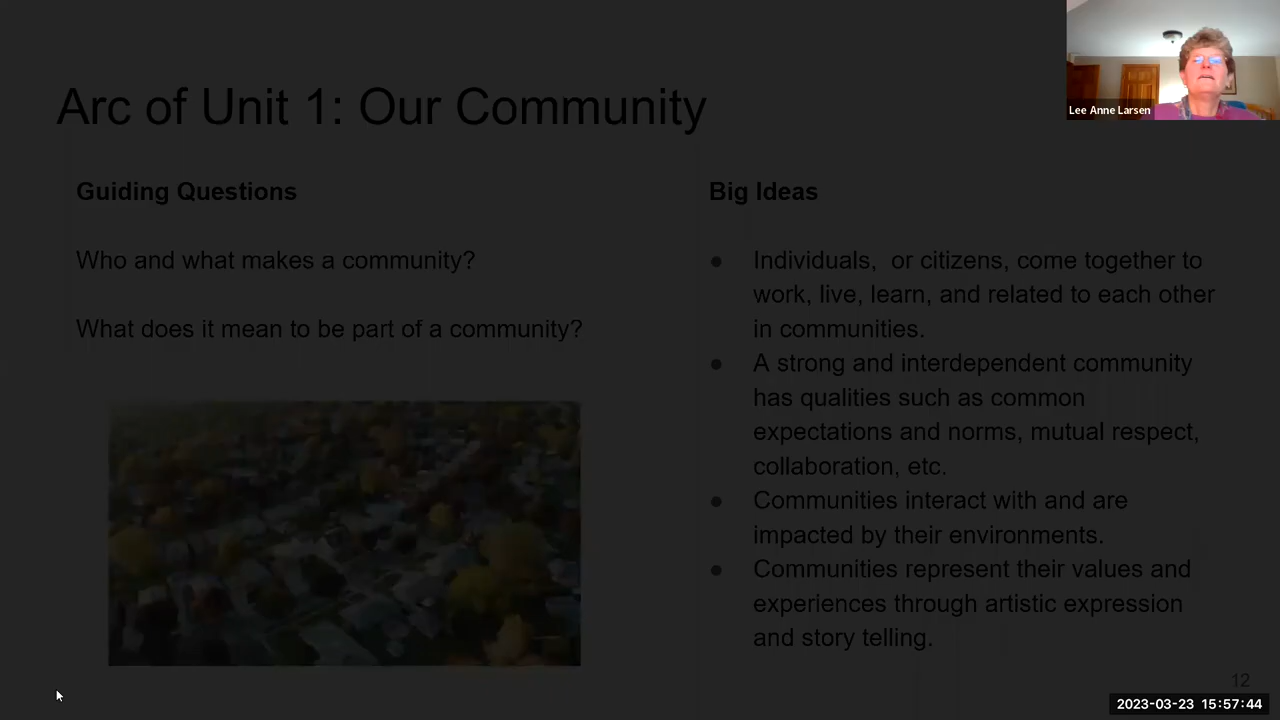 Arc of Unit 1: Our Community
Lee Anne Larsen
Guiding Questions
Who and what makes a community?
What does it mean to be part of a community?
Big Ideas
● Individuals,  or citizens, come together to
work, live, learn, and related to each other
in communities.
● A strong and interdependent community
has qualities such as common
expectations and norms, mutual respect,
collaboration, etc.
● Communities interact with and are
impacted by their environments.
● Communities represent their values and
experiences through artistic expression
and story telling.
12
2023-03-23 15:57:44